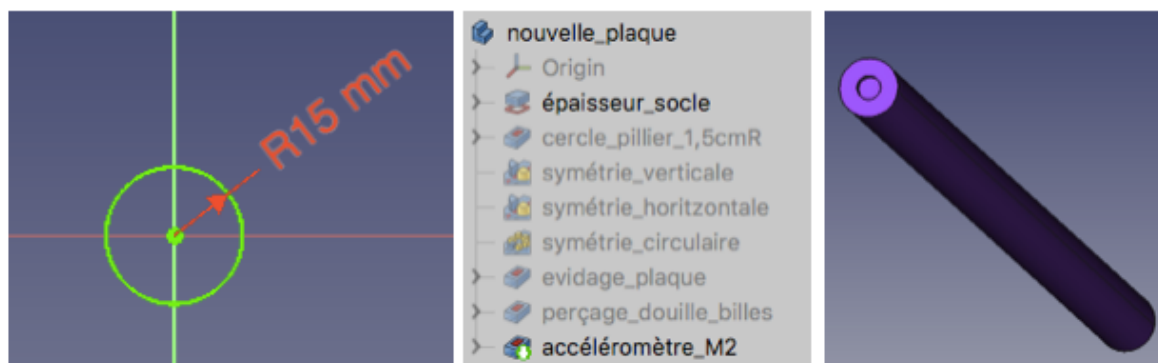 R15 mm
nouvelle_plaque
Origin
épaisseur_socle
cercle_pillier_1,5cmR
symétrie_verticale
symétrie_horitzontale
symétrie_circulaire
evidage_plaque
perçage_douille_billes
accéléromètre_M2